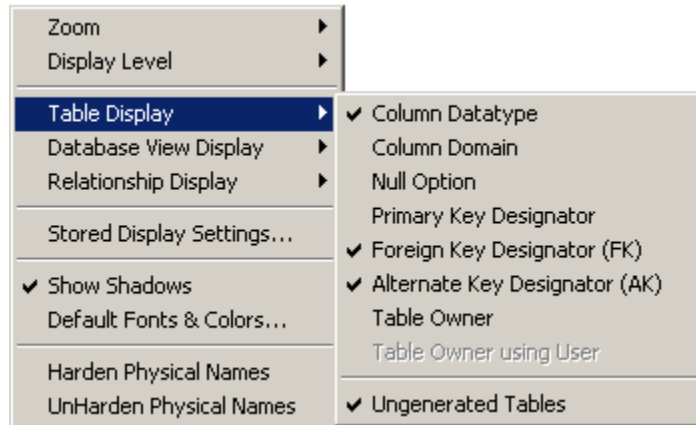 Zoom
Display Level
Table Display
Database View Display
Relationship Display
Stored Display Settings...
Show Shadows
Default Fonts & Colors...
Harden Physical Names
UnHarden Physical Names
Column Datatype
Column Domain
Null Option
Primary Key Designator
Foreign Key Designator (FK)
Alternate Key Designator (AK)
Table Owner
Table Owner using User
Ungenerated Tables